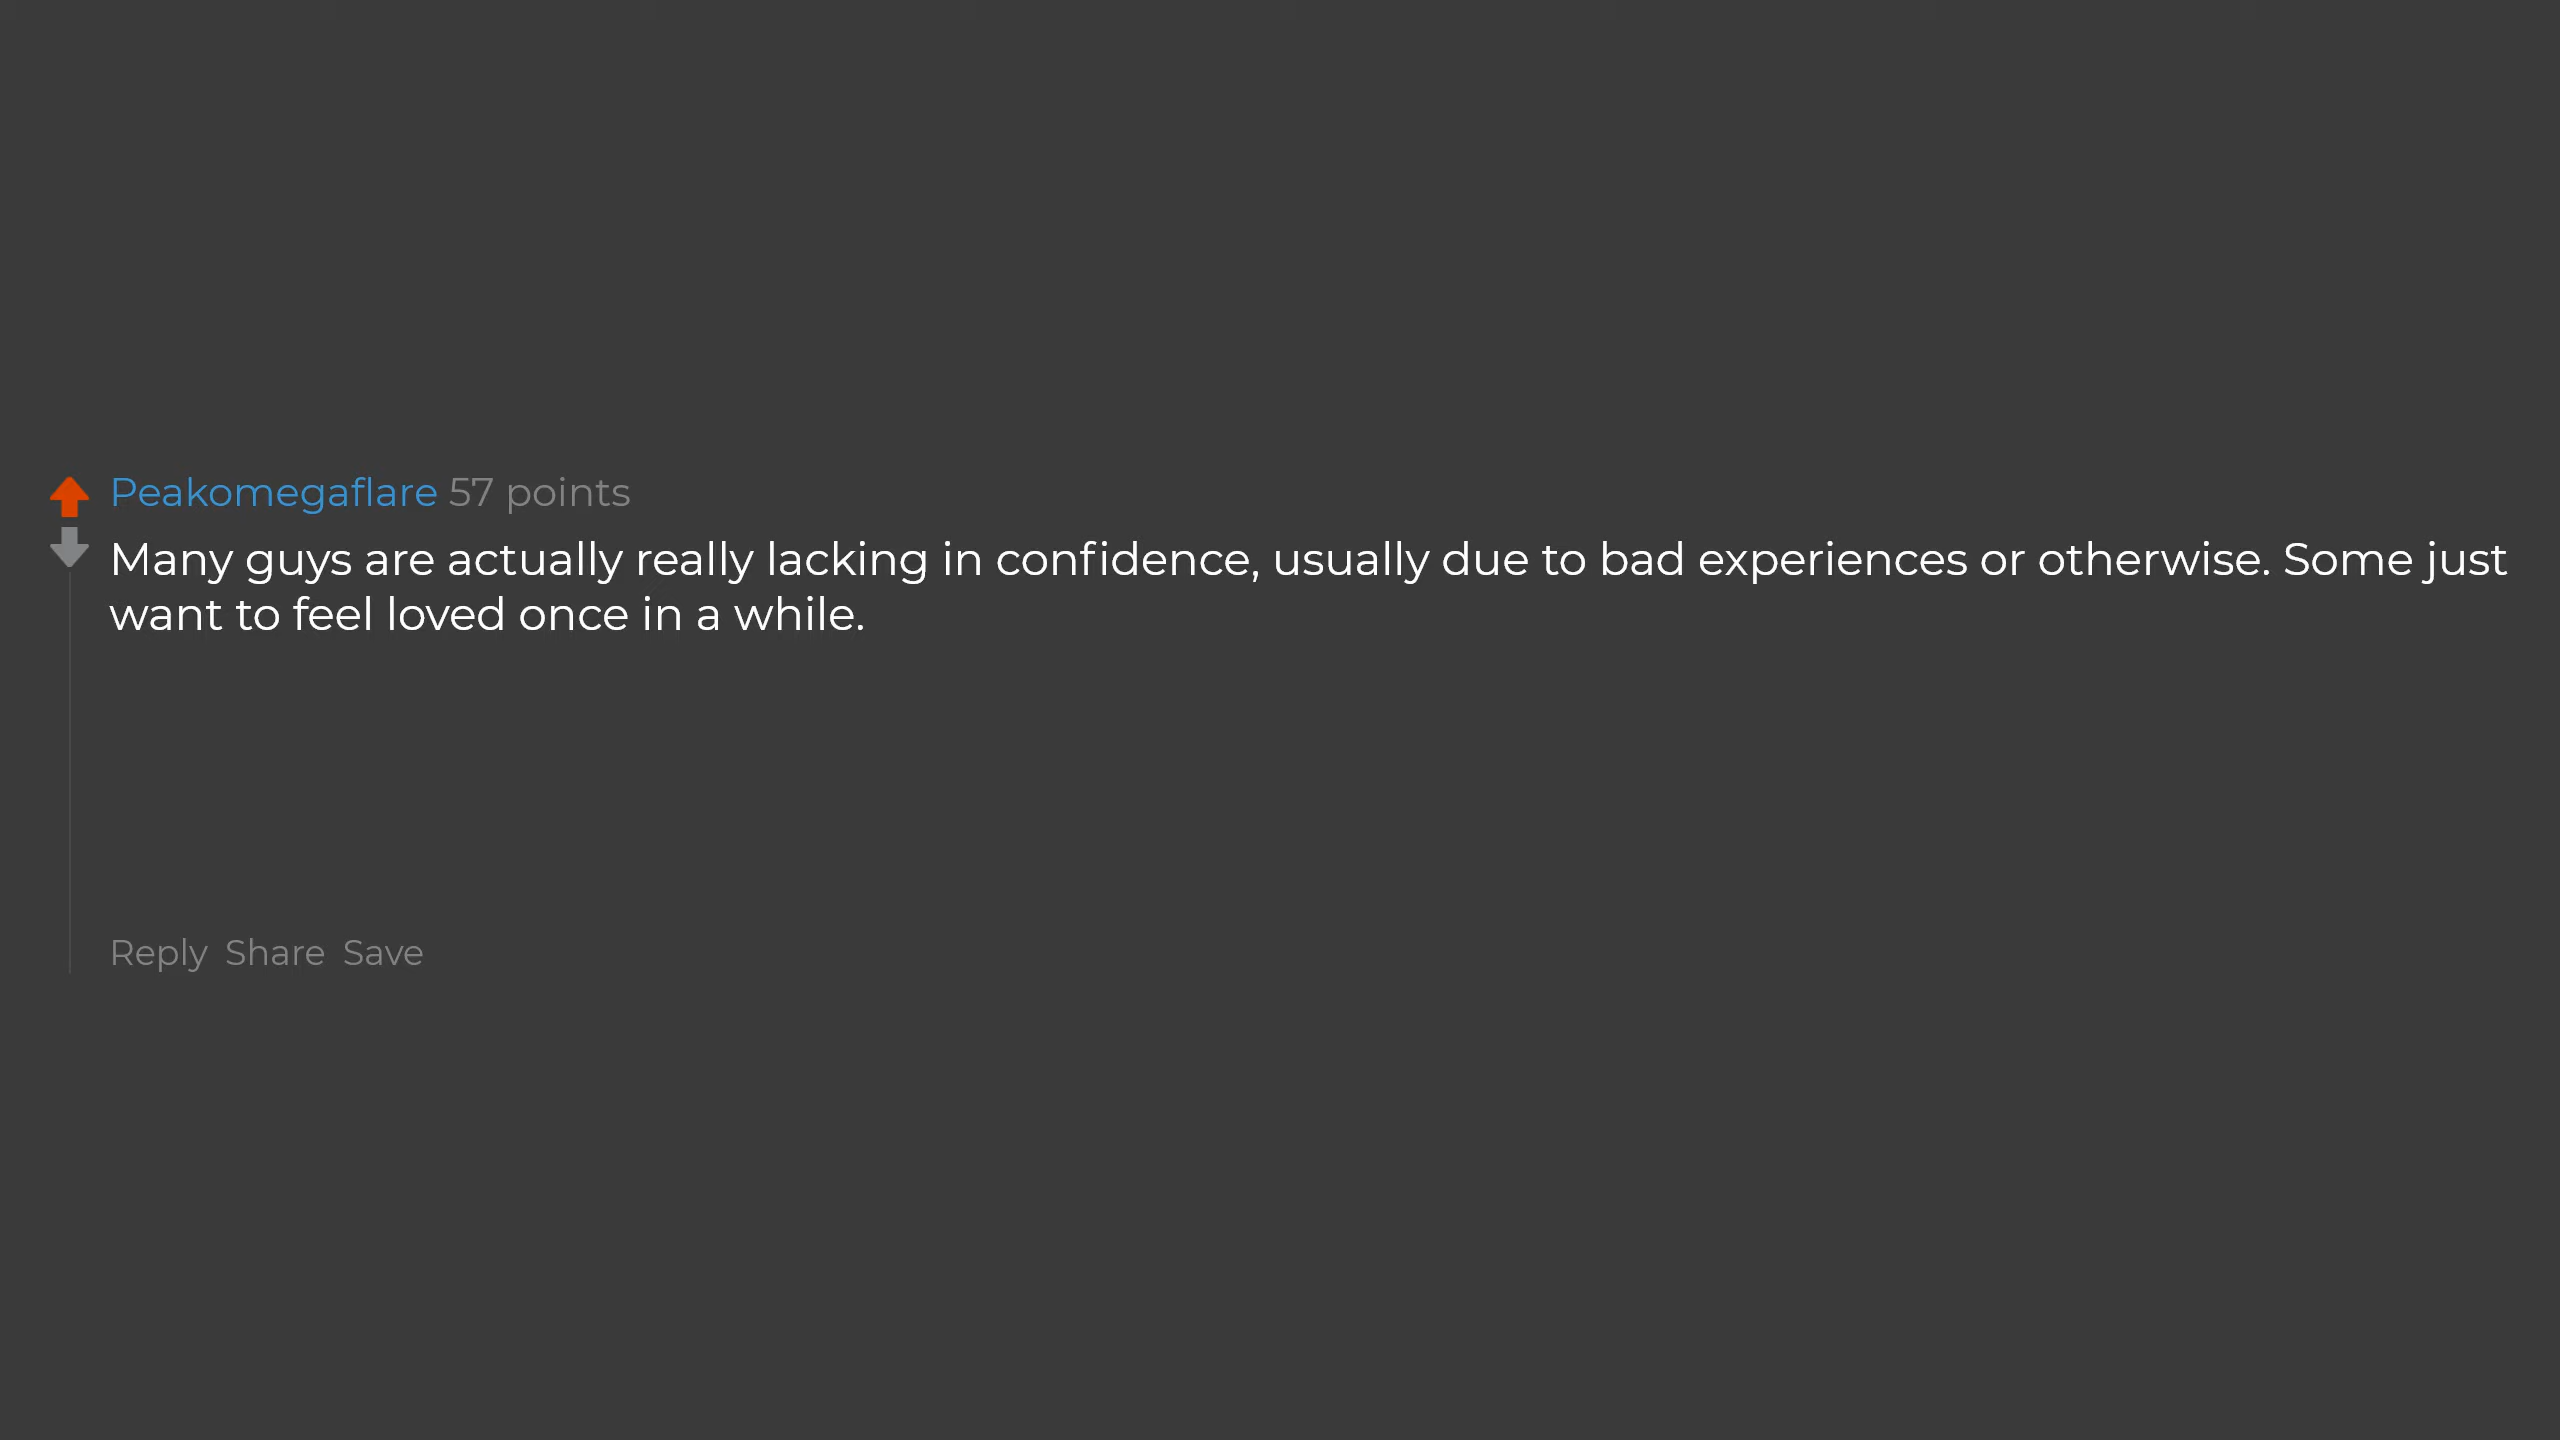 Peakomegaflare 57 points
Many guys are actually really lacking in confidence, usually due to bad experiences or otherwise. Some just
want to feel loved once in a while.
Reply Share Save